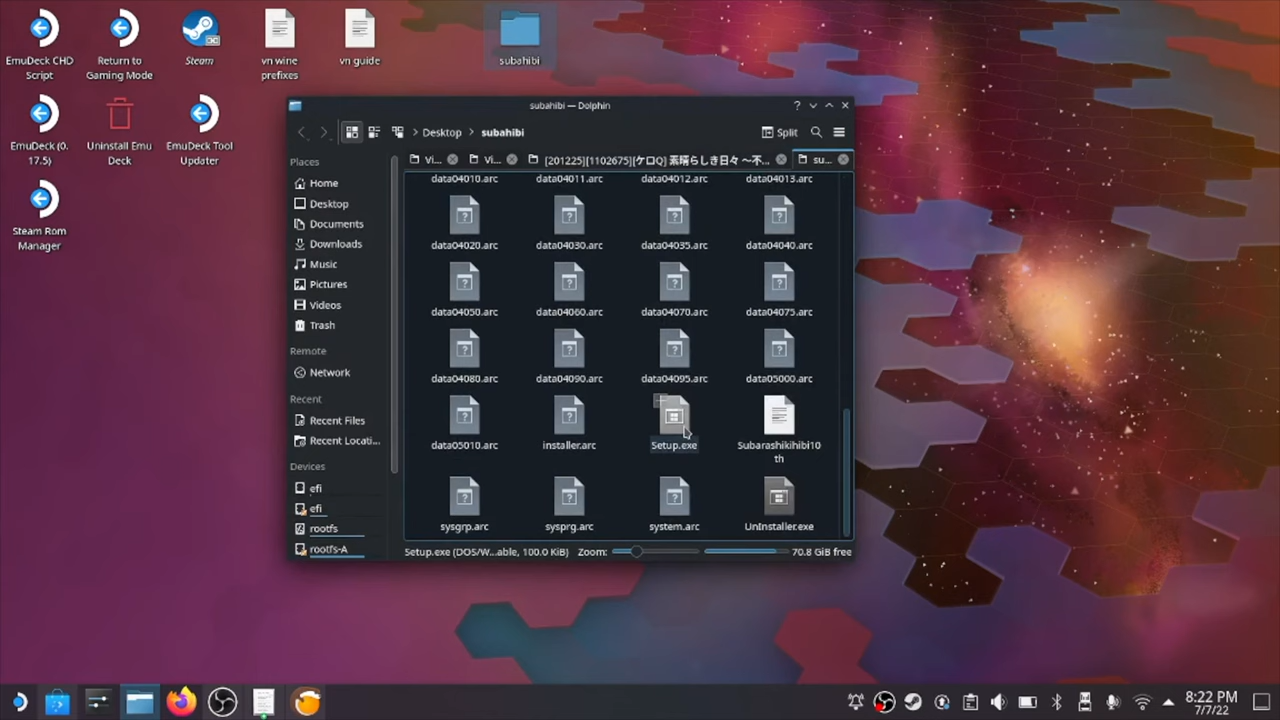 EmuDeck CHD
Script
Return to
Gaming Mode
Steam
vn wine
prefixes
vn guide
subahibi
EmuDeck (0.
17.5)
Uninstall Emu
Deck
EmuDeck Tool
Updater
Steam Rom
Manager
subahibi — Dolphin
Desktop
subahibi
Split
Vi...
Vi...
[201225][1102675][ケロQ] 素晴らしき日々 ～不...
su...
Places
Home
Desktop
Documents
Downloads
Music
Pictures
Videos
Trash
Remote
Network
Recent
Recent Files
Recent Locati...
Devices
efi
efi
rootfs
rootfs-A
data04010.arc
data04011.arc
data04012.arc
data04013.arc
data04020.arc
data04030.arc
data04035.arc
data04040.arc
data04050.arc
data04060.arc
data04070.arc
data04075.arc
data04080.arc
data04090.arc
data04095.arc
data05000.arc
data05010.arc
installer.arc
Setup.exe
Subarashikihibi10
th
sysgrp.arc
sysprg.arc
system.arc
UnInstaller.exe
Setup.exe (DOS/W...able, 100.0 KiB)
Zoom:
70.8 GiB free
8:22 PM
7/7/22